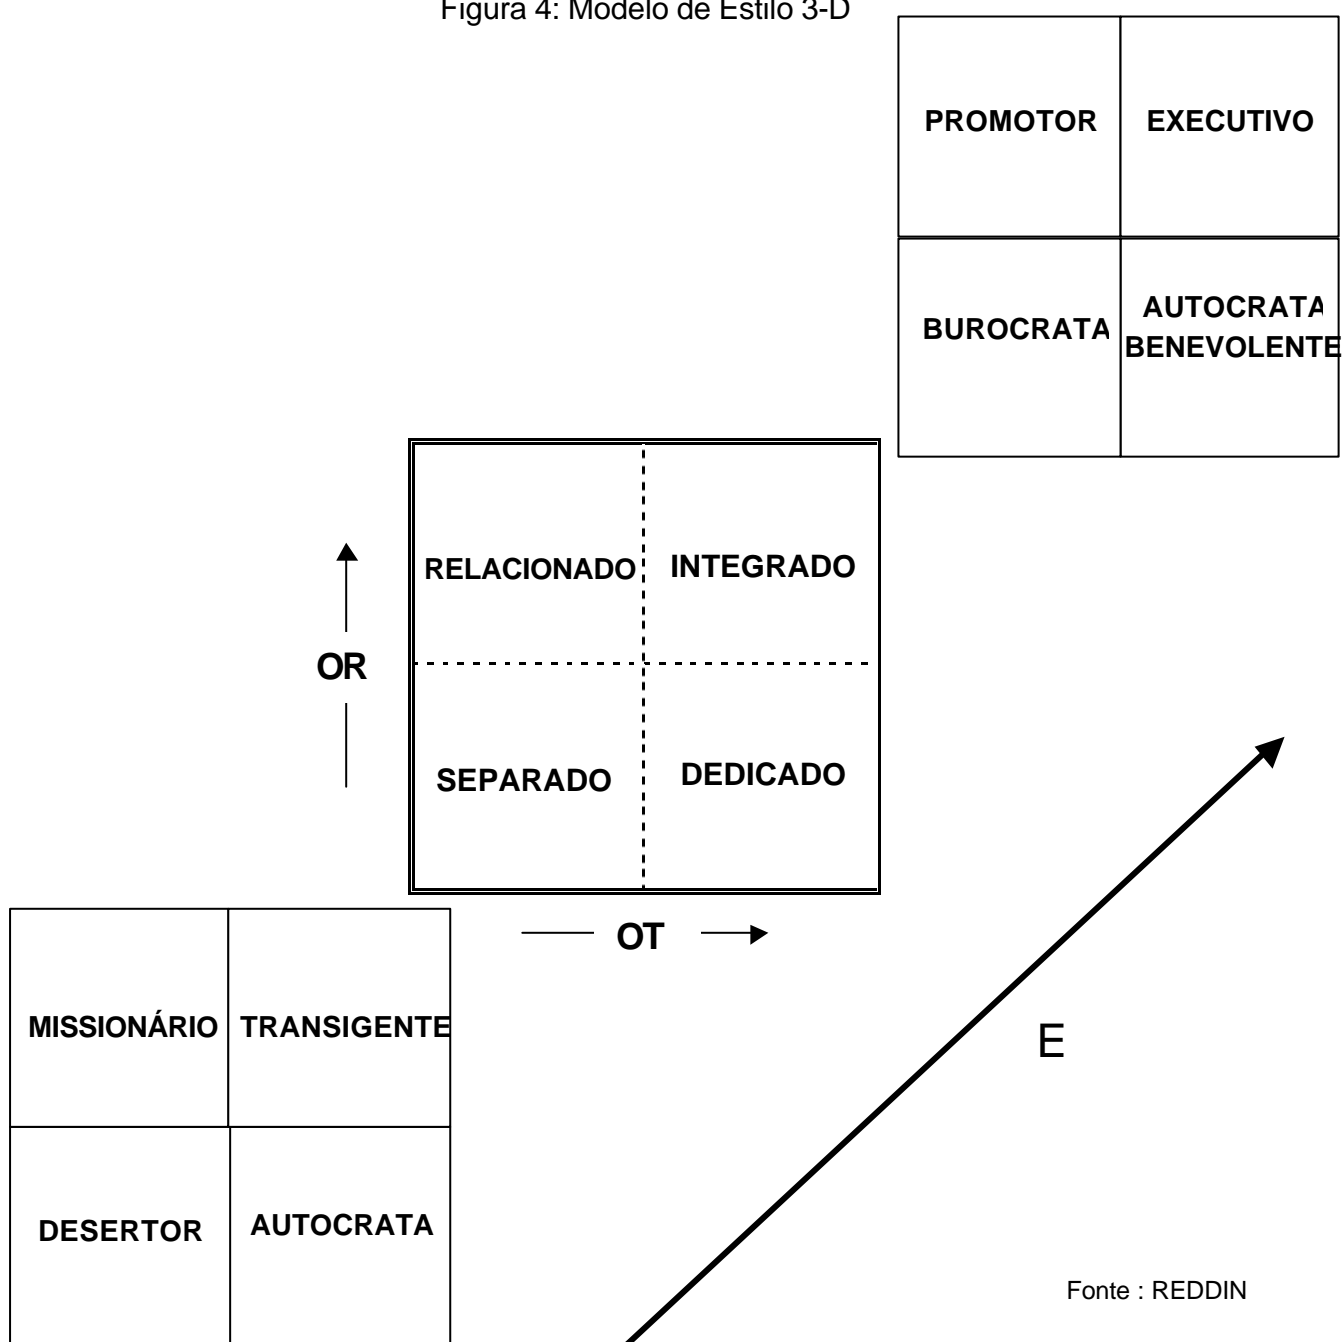 Figura 4: Modelo de Estilo 3-D
PROMOTOR
EXECUTIVO
BUROCRATA
AUTOCRATA
BENEVOLENTE
RELACIONADO
INTEGRADO
OR
SEPARADO
DEDICADO
OT
MISSIONÁRIO
TRANSIGENTE
E
DESERTOR
AUTOCRATA
Fonte : REDDIN